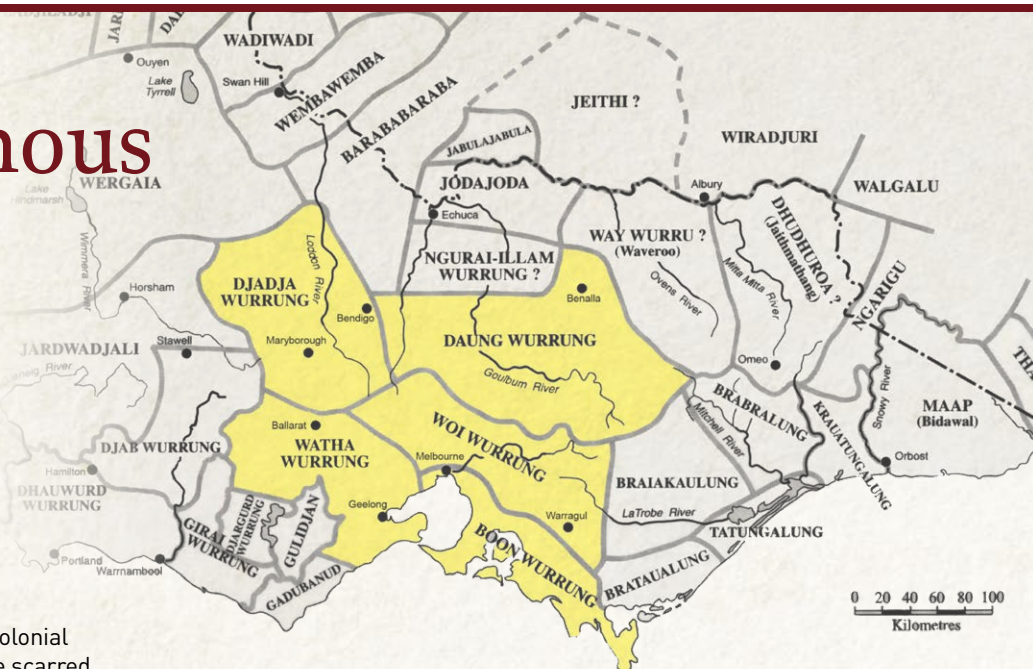 WADIWADI
Ouyen
Lake
Tyrrell
Swan Hill
WEMBAWEMBA
BARABABARABA
JEITHI ?
WIRADJURI
nous
JABULAJABULA
WERGAIA
Lake
Hindmarsh
JODAJODA
Albury
WALGALU
Echuca
Wimmera River
Loddon River
WAY WURRU ?
(Waveroo)
DHUDHUROA ?
(Jaithmathang)
NGURAI-ILLAM
WURRUNG ?
DJADJA
WURRUNG
Ovens River
Mitta Mitta River
NGARIGU
Horsham
Benalla
Bendigo
JARDWADJALI
Stawell
Maryborough
DAUNG WURRUNG
Goulburn River
Omeo
Snowy River
BRABRALUNG
KRAUATUNGALUNG
MAAP
(Bidawal)
Mitchell River
Ballarat
WATHA
WURRUNG
WOI WURRUNG
DJAB WURRUNG
Melbourne
Orbost
Hamilton
DHAUWURD
WURRUNG
BRAIAKAULUNG
Geelong
LaTrobe River
Warragul
GIRAI
WURRUNG
DJARGURD
WURRUNG
GULIDJAN
TATUNGALUNG
BOON WURRUNG
Portland
Warrnambool
GADUBANUD
BRATAUALUNG
0 20 40 60 80 100
Kilometres
olonial
e scarred